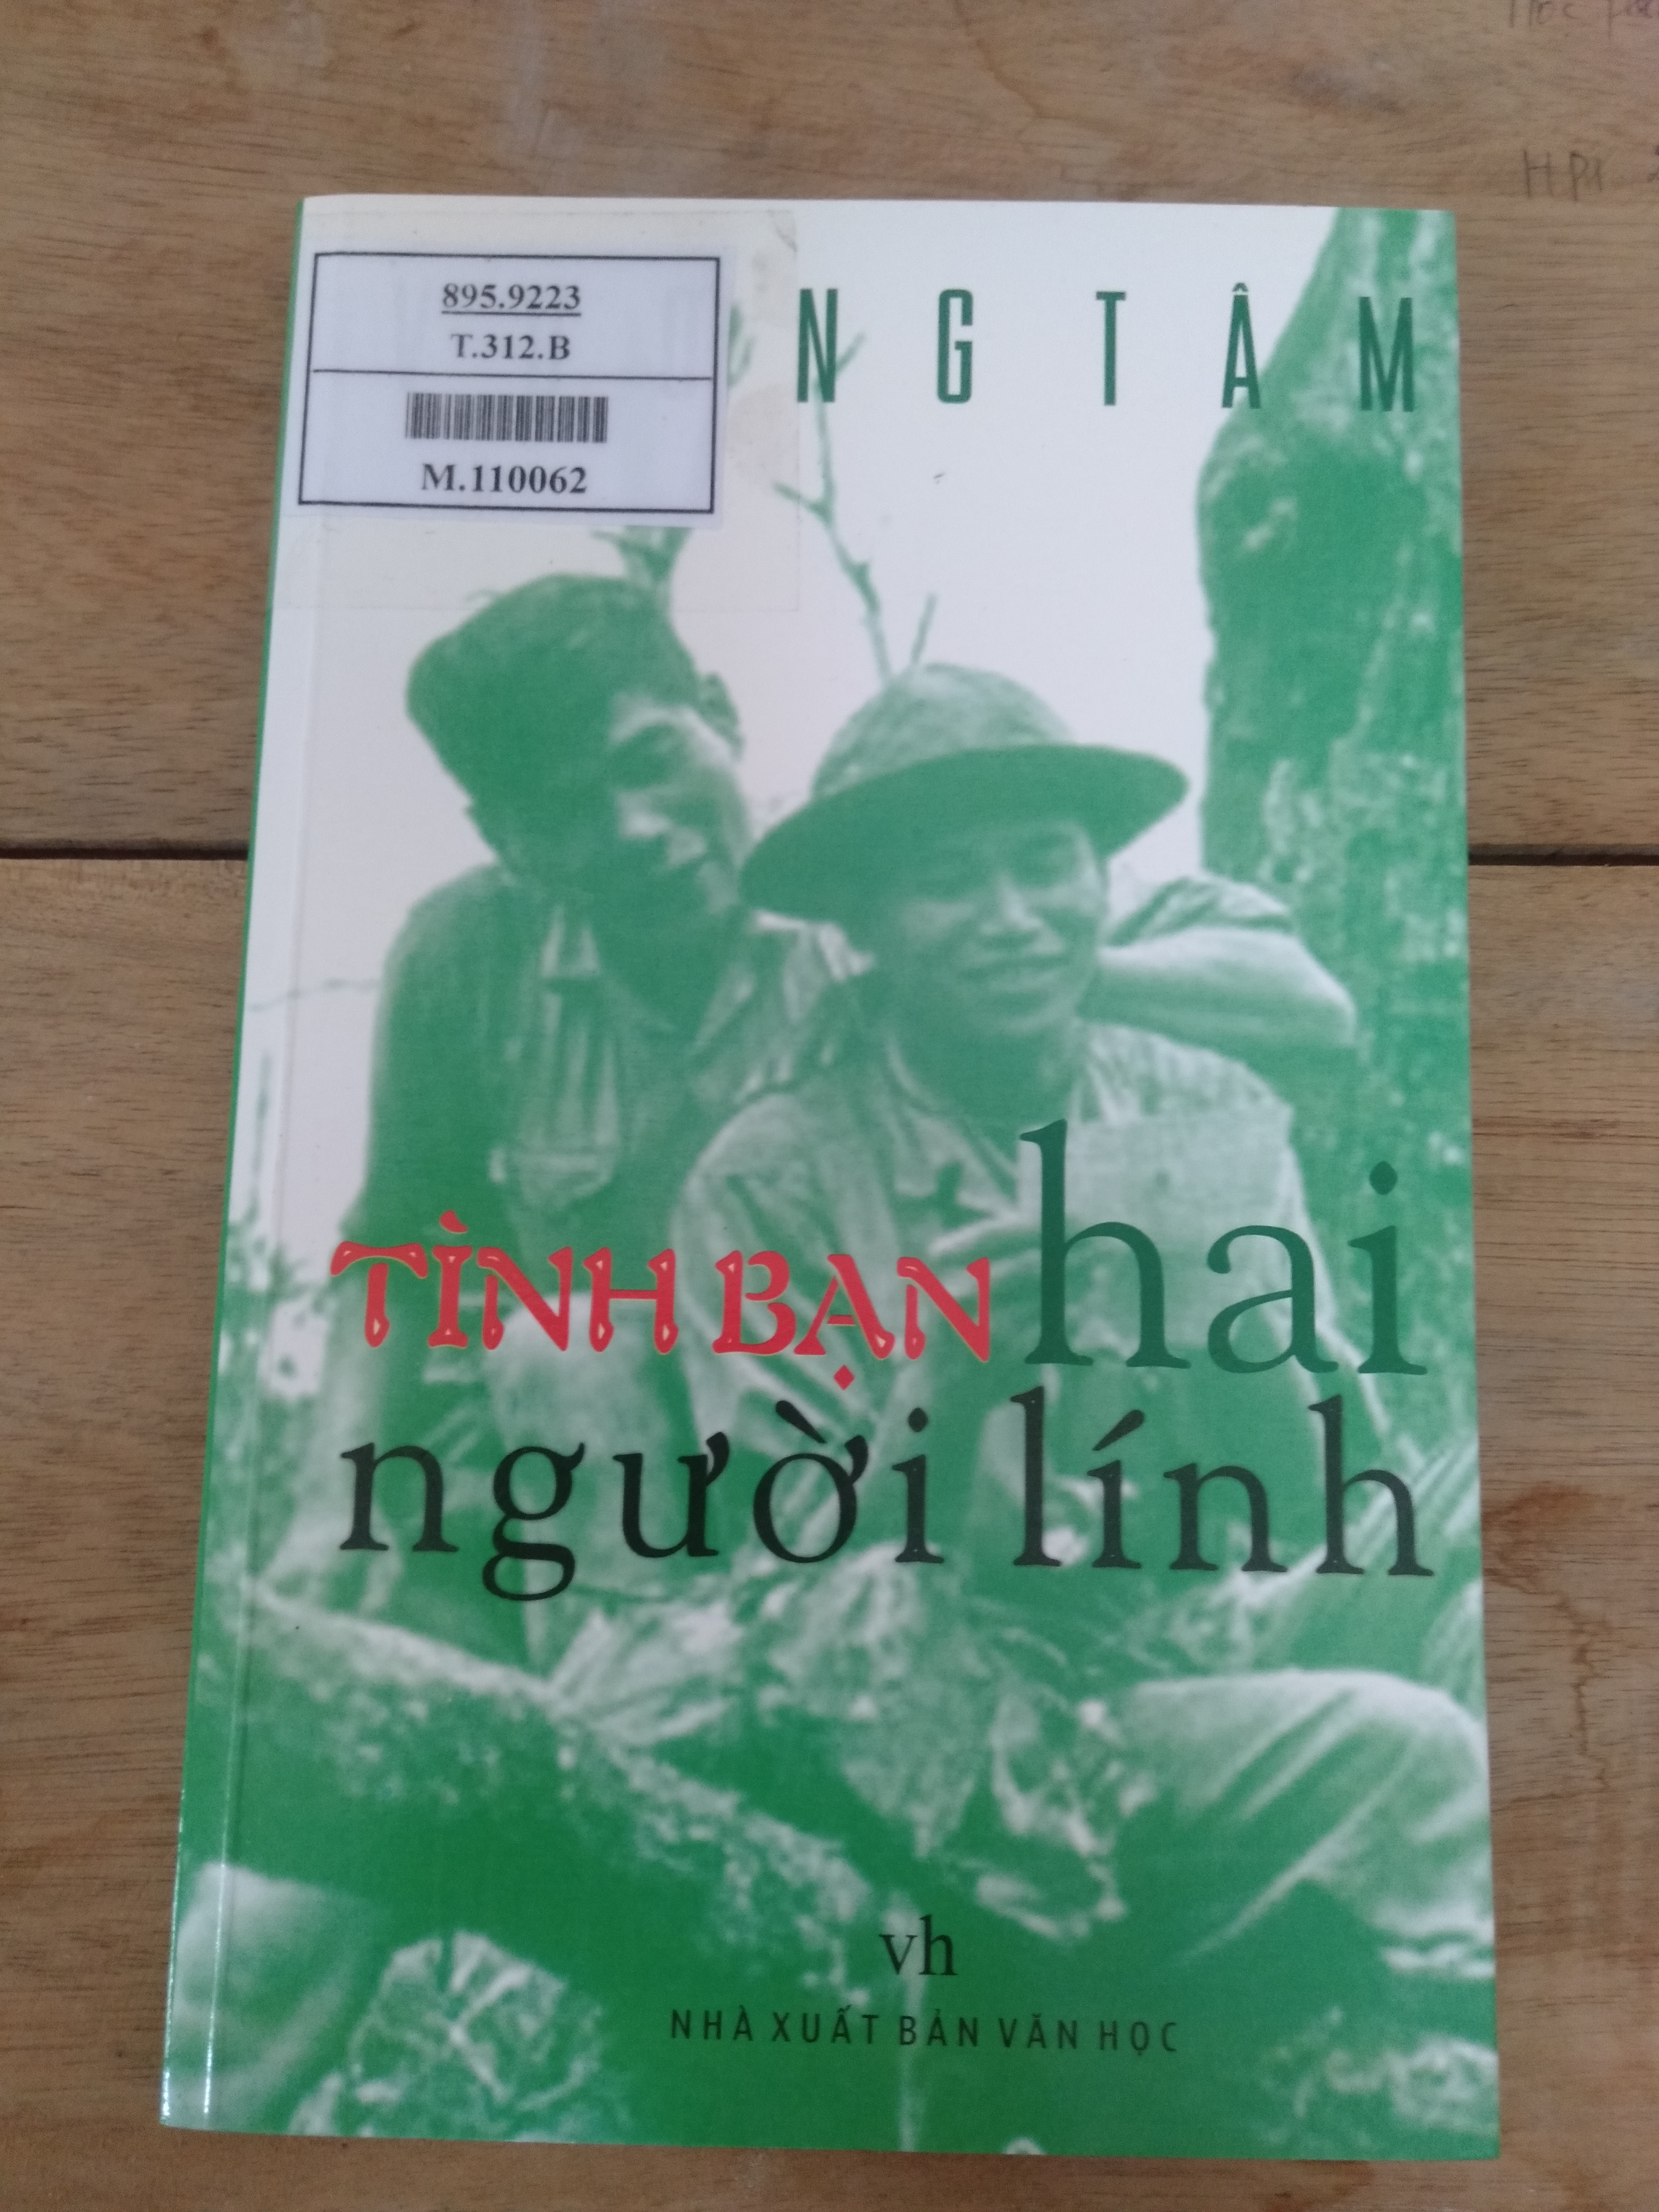 895.9223
T.312.B
M.110062
NG TÂM
TÌNH BẠN hai
người lính
vh
NHÀ XUẤT BẢN VĂN HỌC